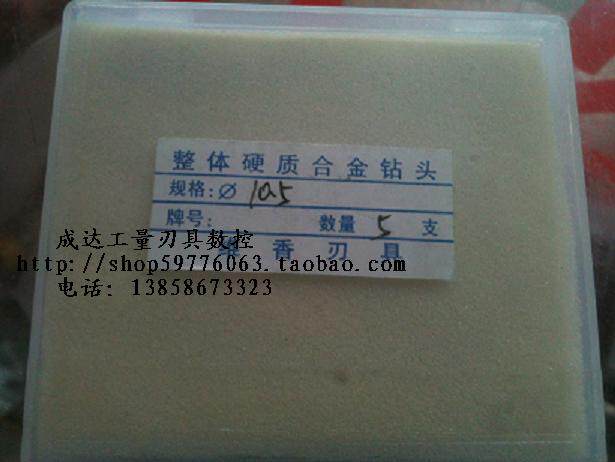 整体硬质合金钻头
规格:Ø 10.5
牌号: 数量 5 支
香刃具
成达工量刃具数控
http://shop59776063.taobao.com
电话: 13858673323